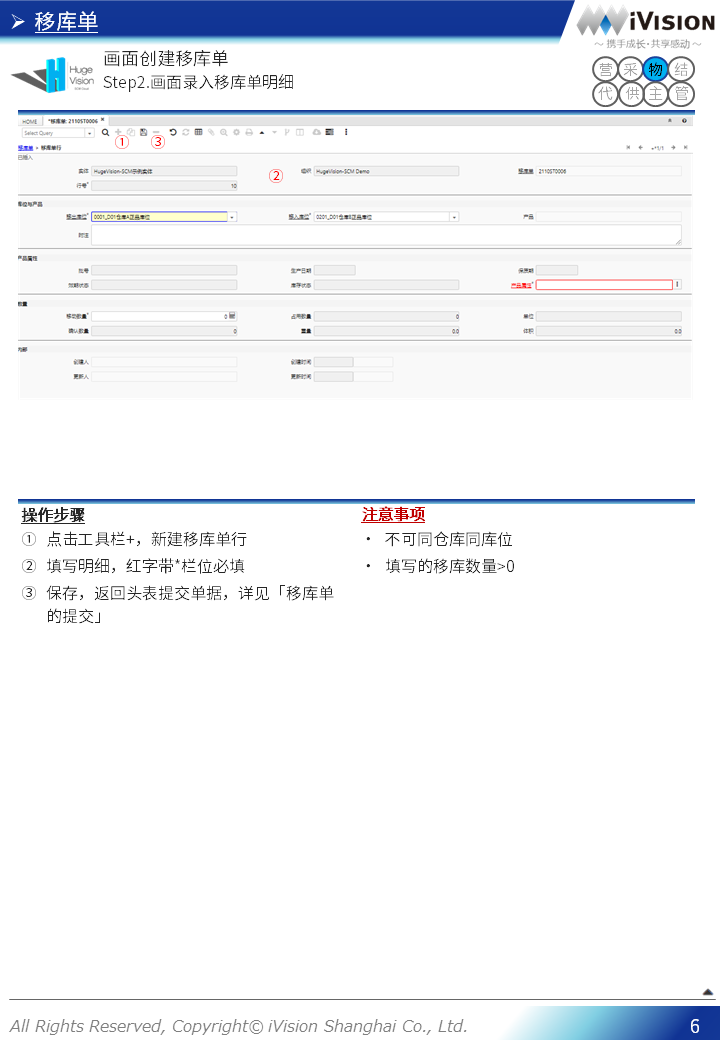 移库单
iVision
～ 携手成长·共享感动 ～
Huge
Vision
画面创建移库单
Step2.画面录入移库单明细
营 采 物 结
代 供 主 管
HOME *移库单: 2110ST0006
Select Query
① ③
移库单 > 移库单行
*1/1
已插入
实体 HugeVision-SCM示例实体 ② 组织 HugeVision-SCM Demo 移库单 2110ST0006
行号* 10
库位与产品
移出库位* 0001_D01仓库A正品库位 移入库位* 0201_D01仓库B正品库位 产品
附注
产品属性
批号 生产日期 保质期
效期状态 库存状态 产品属性*
数量
移动数量* 0 占用数量 0 单位
确认数量 0 重量 0.0 体积 0.0
内部
创建人 创建时间
更新人 更新时间
操作步骤
① 点击工具栏+，新建移库单行
② 填写明细，红字带*栏位必填
③ 保存，返回头表提交单据，详见「移库单
的提交」
注意事项
• 不可同仓库同库位
• 填写的移库数量>0
All Rights Reserved, Copyright© iVision Shanghai Co., Ltd.
6